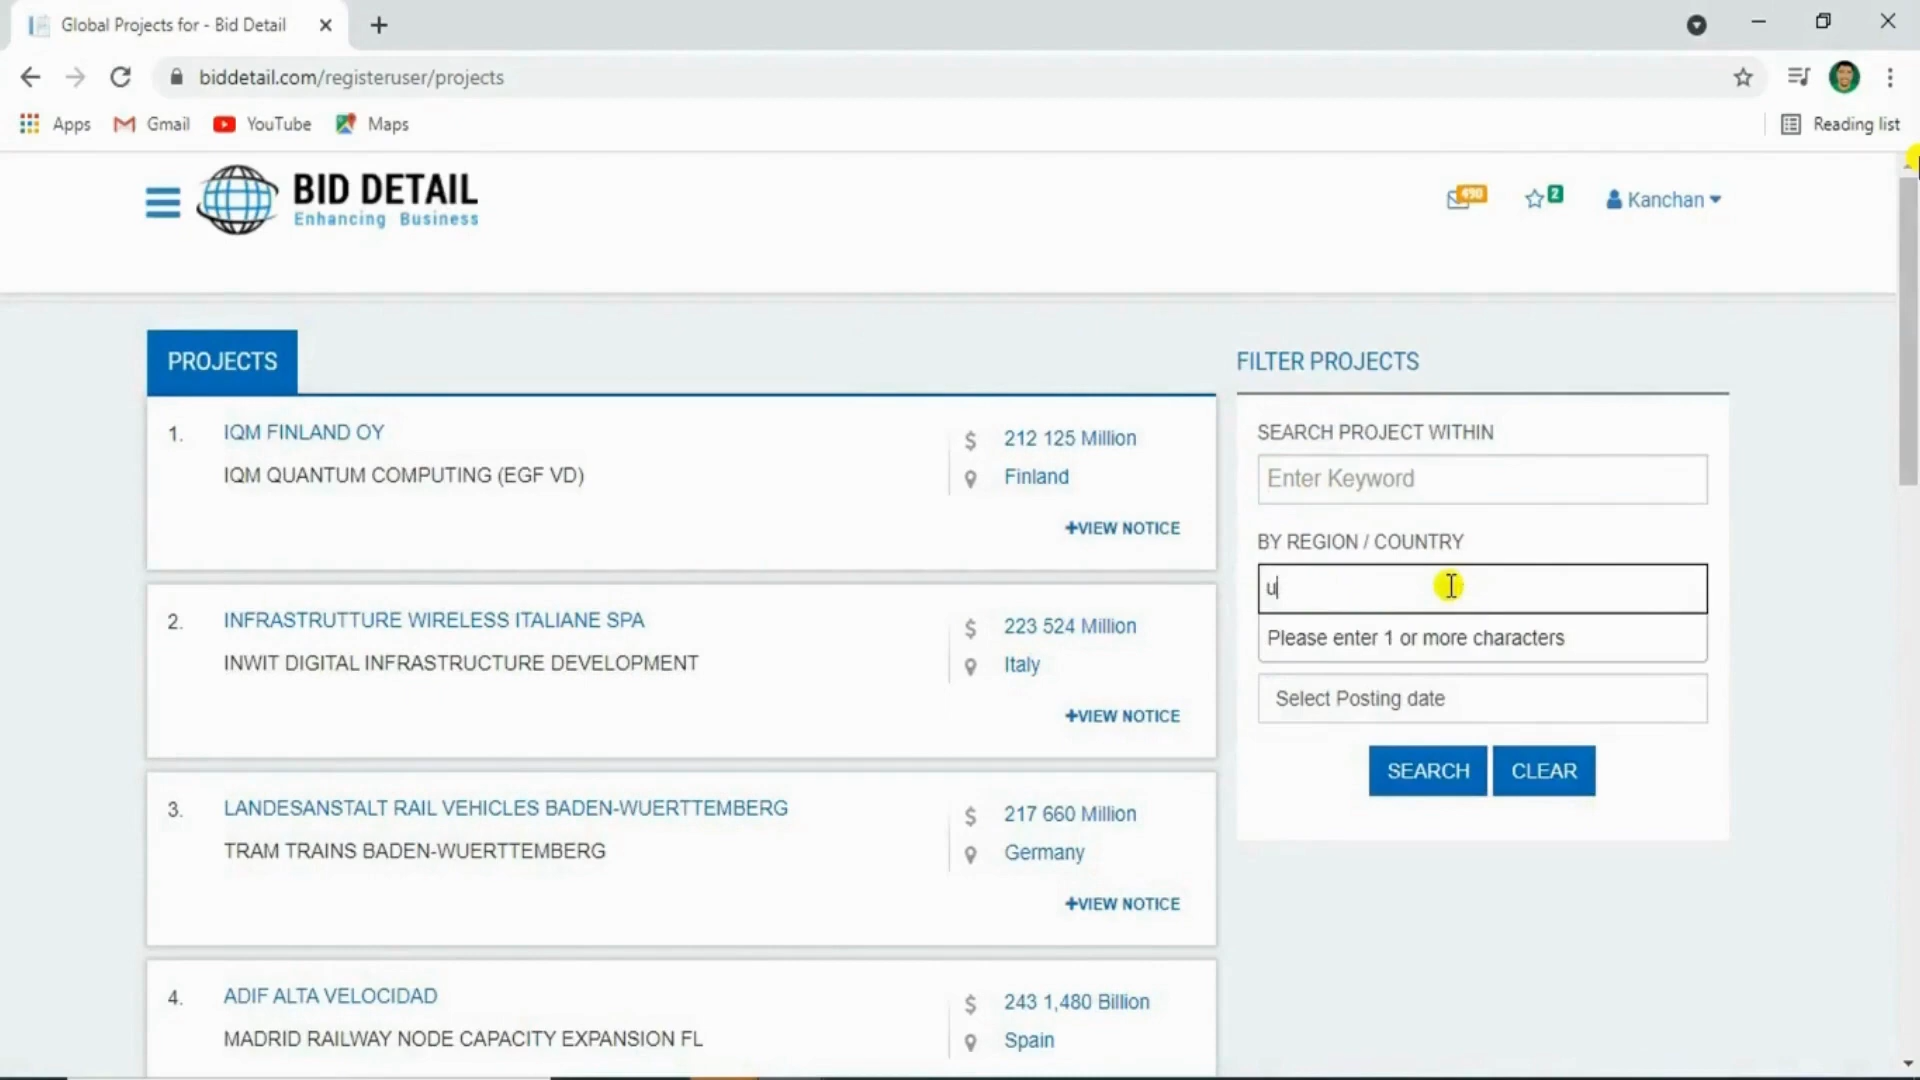 Global Projects for - Bid Detail
biddetail.com/registeruser/projects
Apps
Gmail
YouTube
Maps
Reading list
BID DETAIL
Enhancing Business
490
2
Kanchan
PROJECTS
1.
IQM FINLAND OY
IQM QUANTUM COMPUTING (EGF VD)
$ 212 125 Million
Finland
+VIEW NOTICE
2.
INFRASTRUTTURE WIRELESS ITALIANE SPA
INWIT DIGITAL INFRASTRUCTURE DEVELOPMENT
$ 223 524 Million
Italy
+VIEW NOTICE
3.
LANDESANSTALT RAIL VEHICLES BADEN-WUERTTEMBERG
TRAM TRAINS BADEN-WUERTTEMBERG
$ 217 660 Million
Germany
+VIEW NOTICE
4.
ADIF ALTA VELOCIDAD
MADRID RAILWAY NODE CAPACITY EXPANSION FL
$ 243 1,480 Billion
Spain
FILTER PROJECTS
SEARCH PROJECT WITHIN
Enter Keyword
BY REGION / COUNTRY
u
Please enter 1 or more characters
Select Posting date
SEARCH
CLEAR